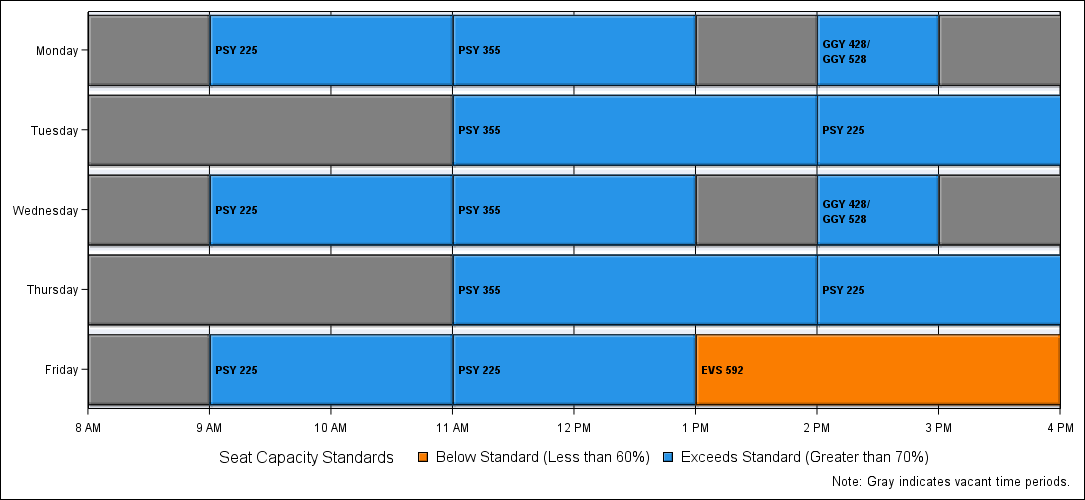 Monday
PSY 225
PSY 355
GGY 428/
GGY 528
Tuesday
PSY 355
PSY 225
Wednesday
PSY 225
PSY 355
GGY 428/
GGY 528
Thursday
PSY 355
PSY 225
Friday
PSY 225
PSY 225
EVS 592
8 AM 9 AM 10 AM 11 AM 12 PM 1 PM 2 PM 3 PM 4 PM
Seat Capacity Standards Below Standard (Less than 60%) Exceeds Standard (Greater than 70%)
Note: Gray indicates vacant time periods.